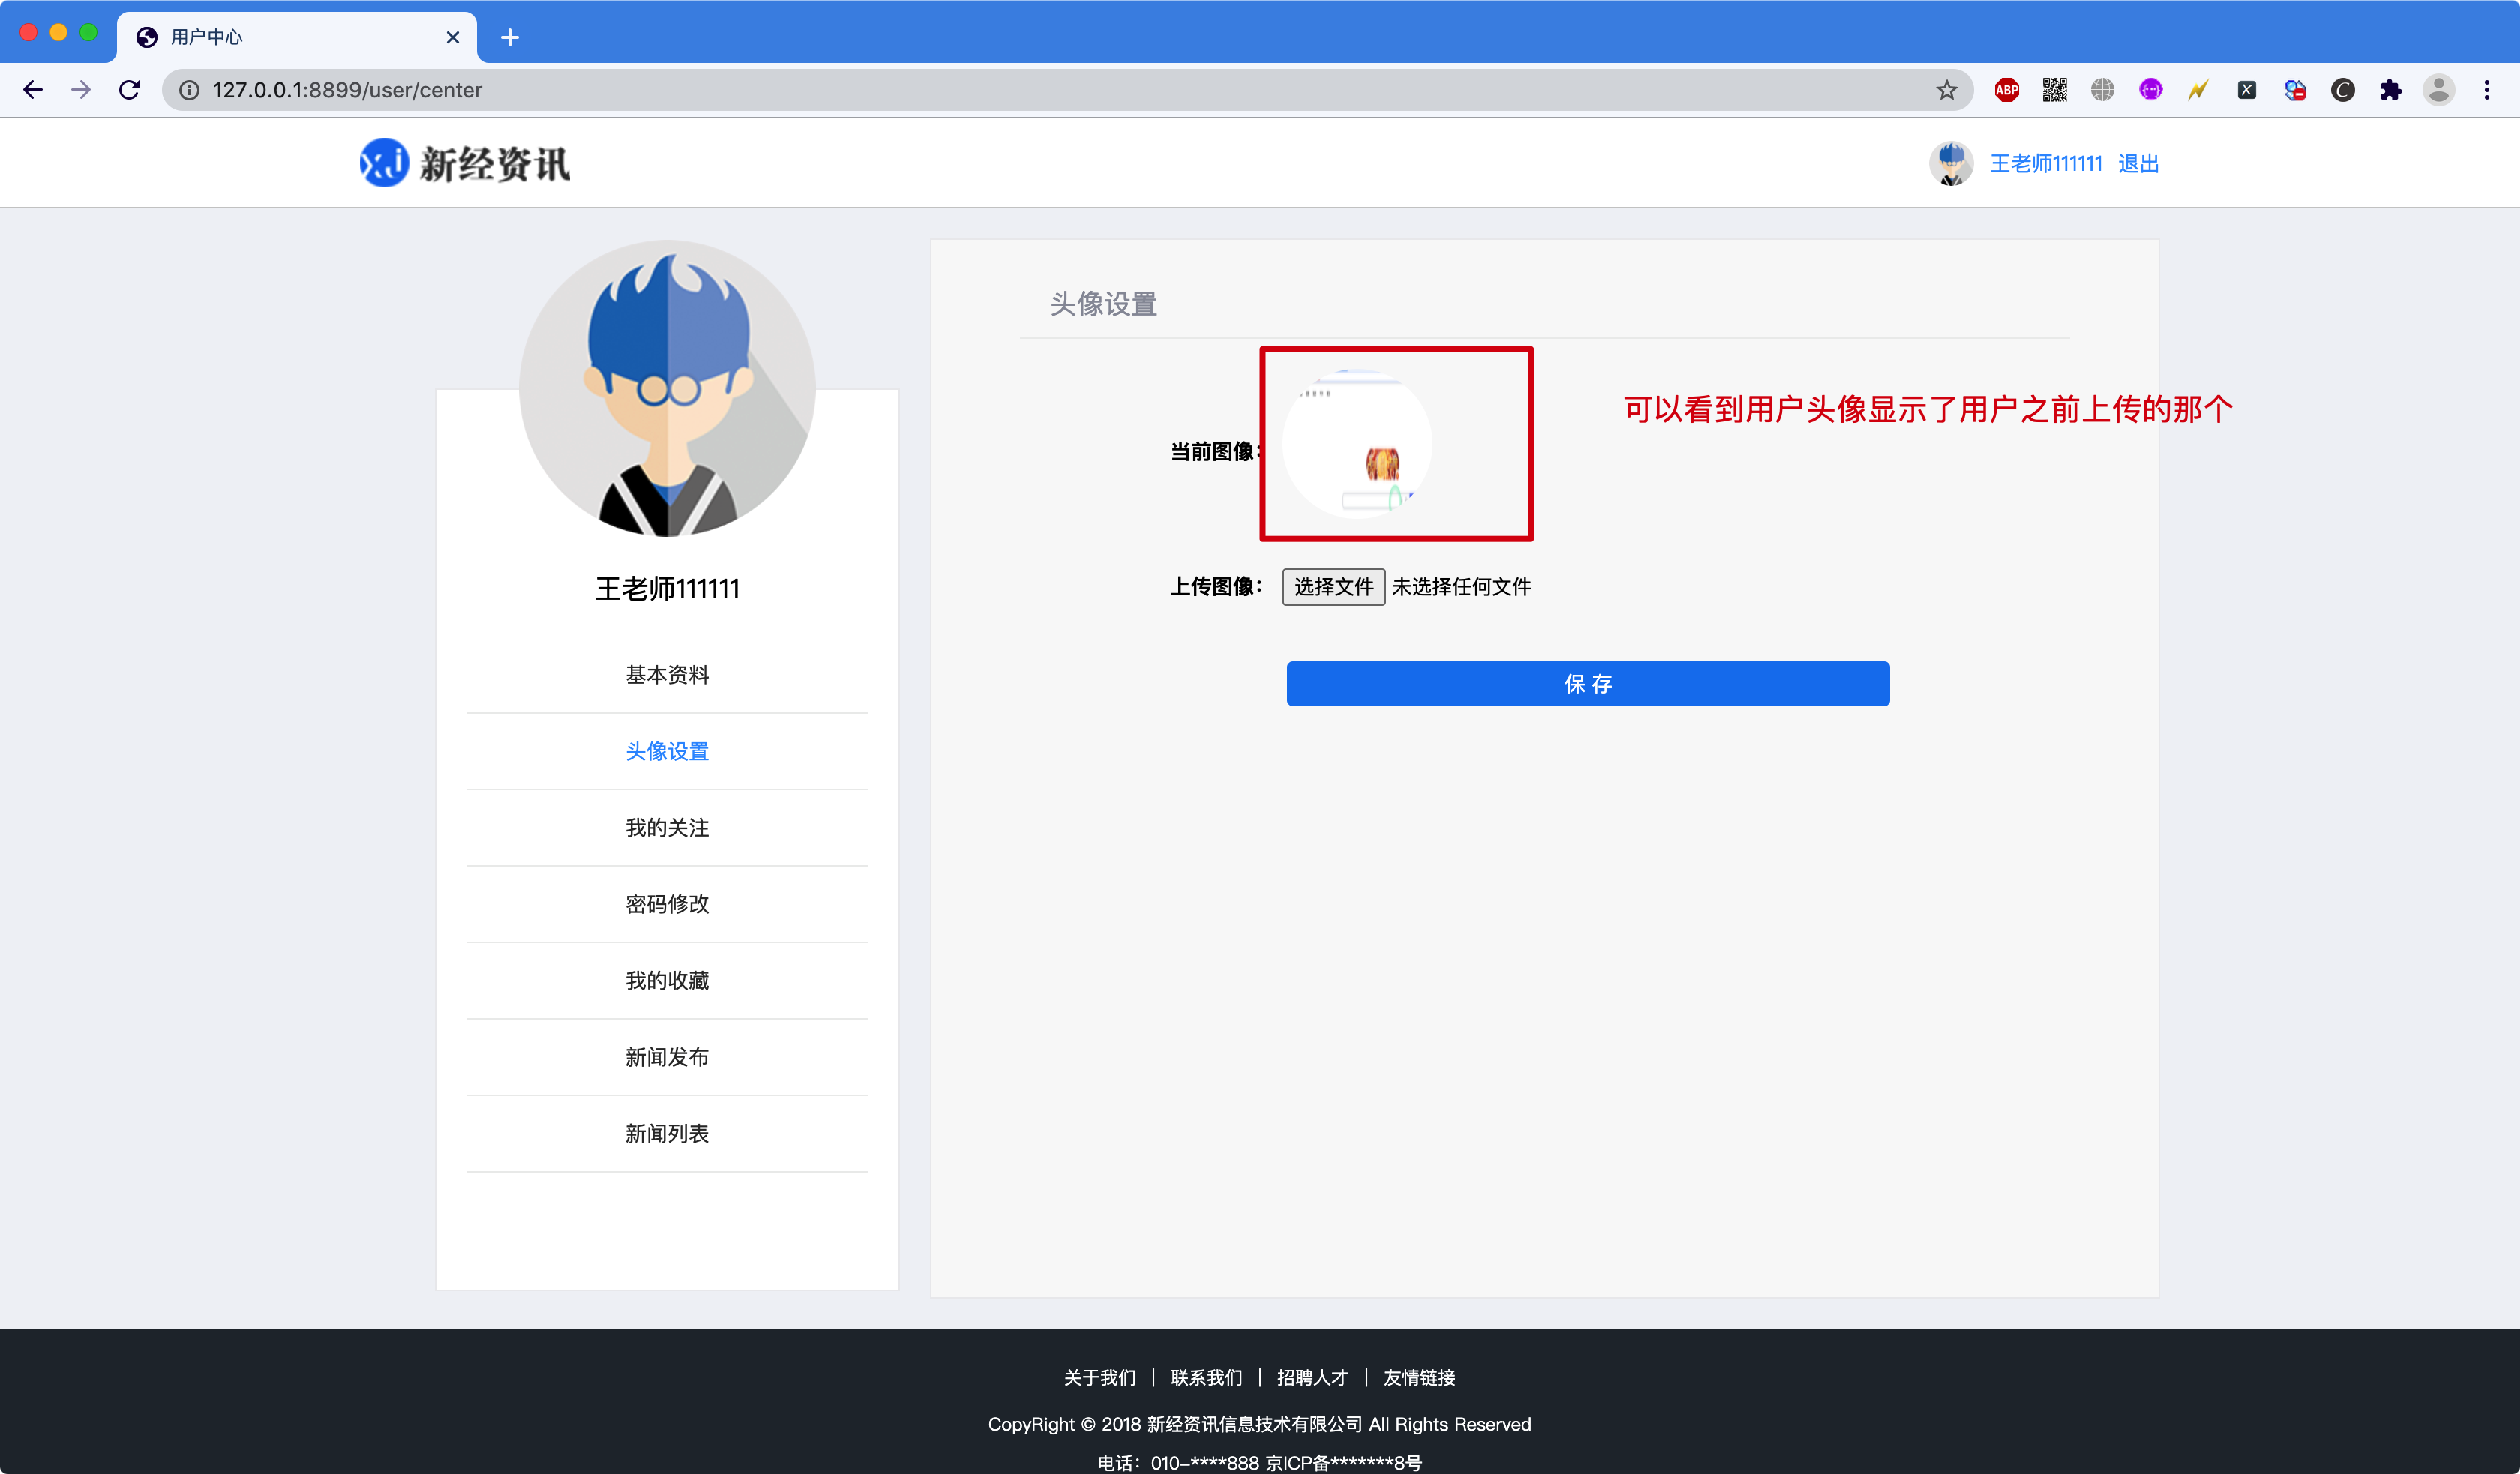 用户中心
127.0.0.1:8899/user/center
ABP
新经资讯
王老师111111 退出
头像设置
可以看到用户头像显示了用户之前上传的那个
当前图像：
上传图像： 选择文件 未选择任何文件
保 存
王老师111111
基本资料
头像设置
我的关注
密码修改
我的收藏
新闻发布
新闻列表
关于我们 | 联系我们 | 招聘人才 | 友情链接
CopyRight © 2018 新经资讯信息技术有限公司 All Rights Reserved
电话：010-****888 京ICP备*******8号